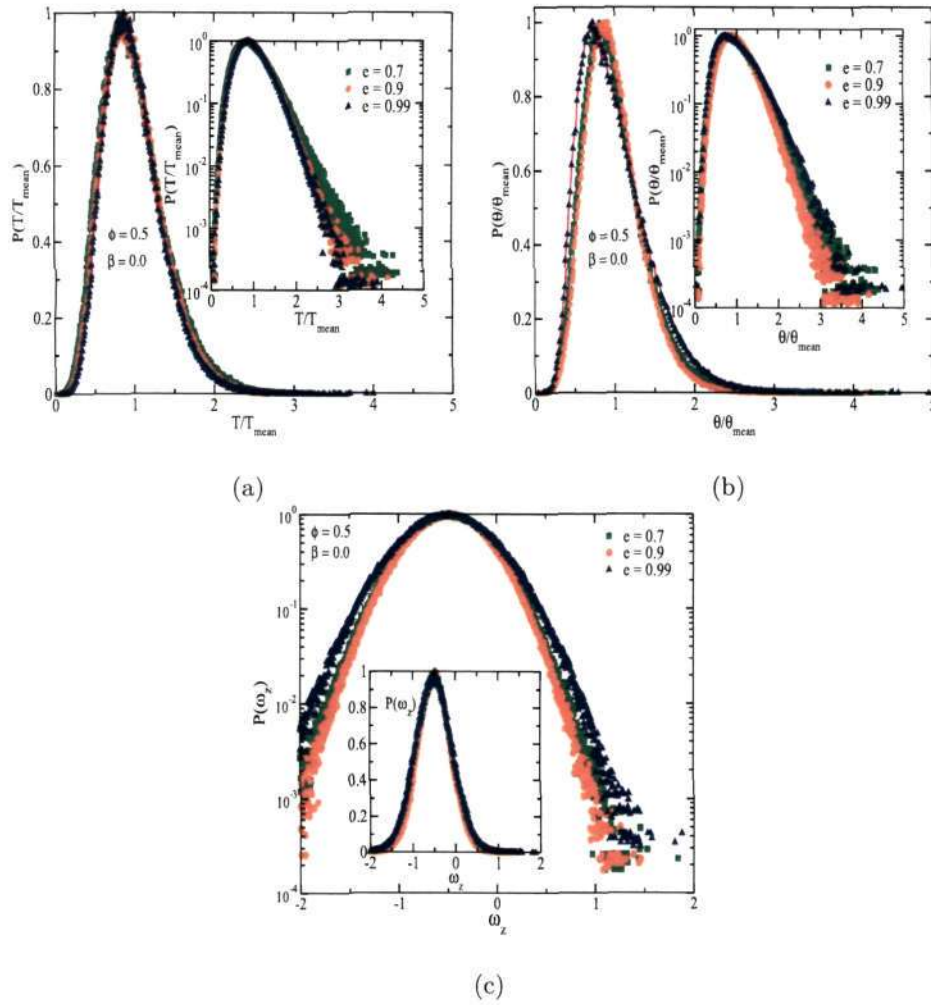 1
0.8
0.6
0.4
0.2
0
P(T/T_mean)
0 1 2 3 4 5
T/T_mean
ϕ = 0.5
β = 0.0
10^0
10^-1
10^-2
10^-3
10^-4
P(T/T_mean)
0 1 2 3 4 5
T/T_mean
e = 0.7
e = 0.9
e = 0.99
(a)
1
0.8
0.6
0.4
0.2
0
P(θ/θ_mean)
0 1 2 3 4 5
θ/θ_mean
ϕ = 0.5
β = 0.0
10^0
10^-1
10^-2
10^-3
10^-4
P(θ/θ_mean)
0 1 2 3 4 5
θ/θ_mean
e = 0.7
e = 0.9
e = 0.99
(b)
10^0
10^-1
10^-2
10^-3
10^-4
P(ω_z)
ϕ = 0.5
β = 0.0
e = 0.7
e = 0.9
e = 0.99
1
0.8
0.6
0.4
0.2
0
P(ω_z)
-2 -1 0 1 2
ω_z
-2 -1 0 1 2
ω_z
(c)